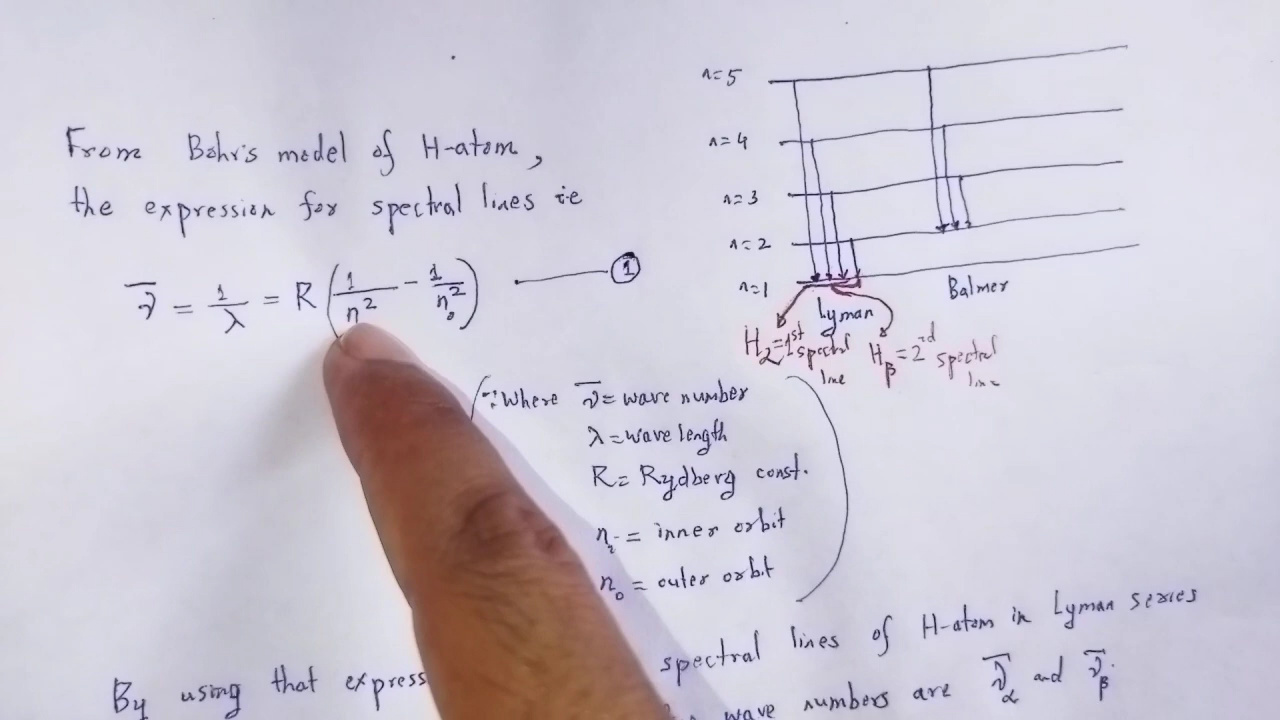 From Bohr's model of H-atom,
the expression for spectral lines i.e
ν̅ = 1/λ = R(1/n² - 1/n₀²) ——— ①
n=5
n=4
n=3
n=2
n=1
Lyman
Balmer
H₂=1st spectral line
Hβ=2nd spectral line
(∵ Where ν̅ = wave number
λ = wave length
R = Rydberg const.
nᵢ = inner orbit
n₀ = outer orbit)
By using that express
spectral lines of H-atom in Lyman series
wave numbers are ν̅α and ν̅β.